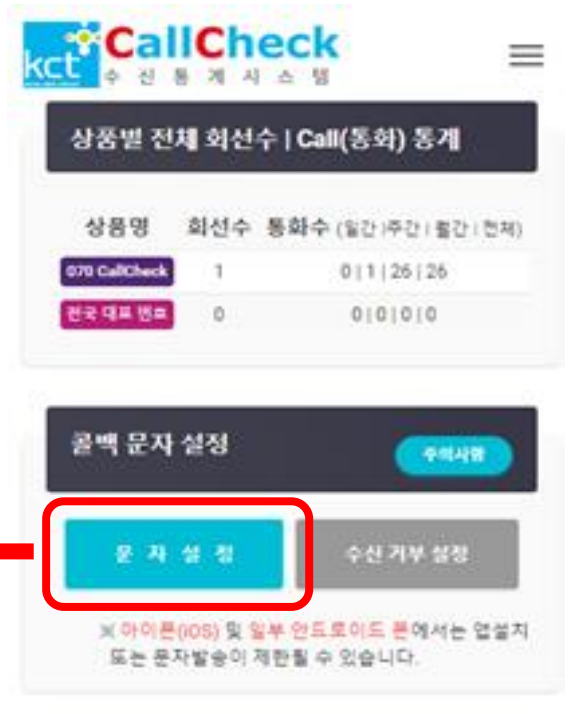 kct CallCheck
수신통계시스템
상품별 전체 회선수 | Call(통화) 통계
상품명 회선수 통화수 (일간|주간|월간|전체)
070 CallCheck 1 0|1|26|26
전국 대표 번호 0 0|0|0|0
콜백 문자 설정 주의사항
문자설정 수신 거부 설정
※ 아이폰(iOS) 및 일부 안드로이드 폰에서는 앱설치
또는 문자발송이 제한될 수 있습니다.